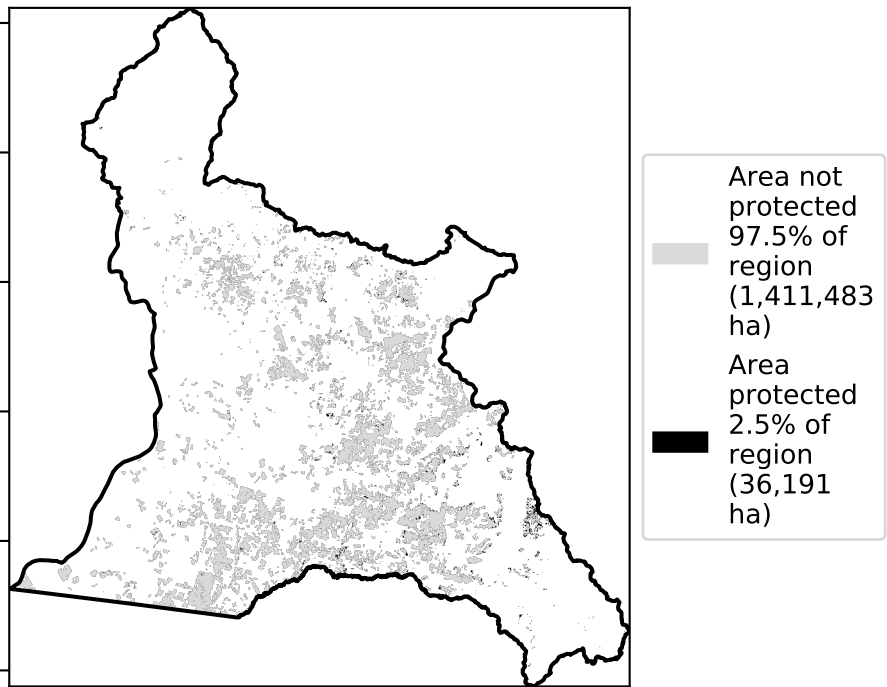 Area not
protected
97.5% of
region
(1,411,483
ha)
Area
protected
2.5% of
region
(36,191
ha)